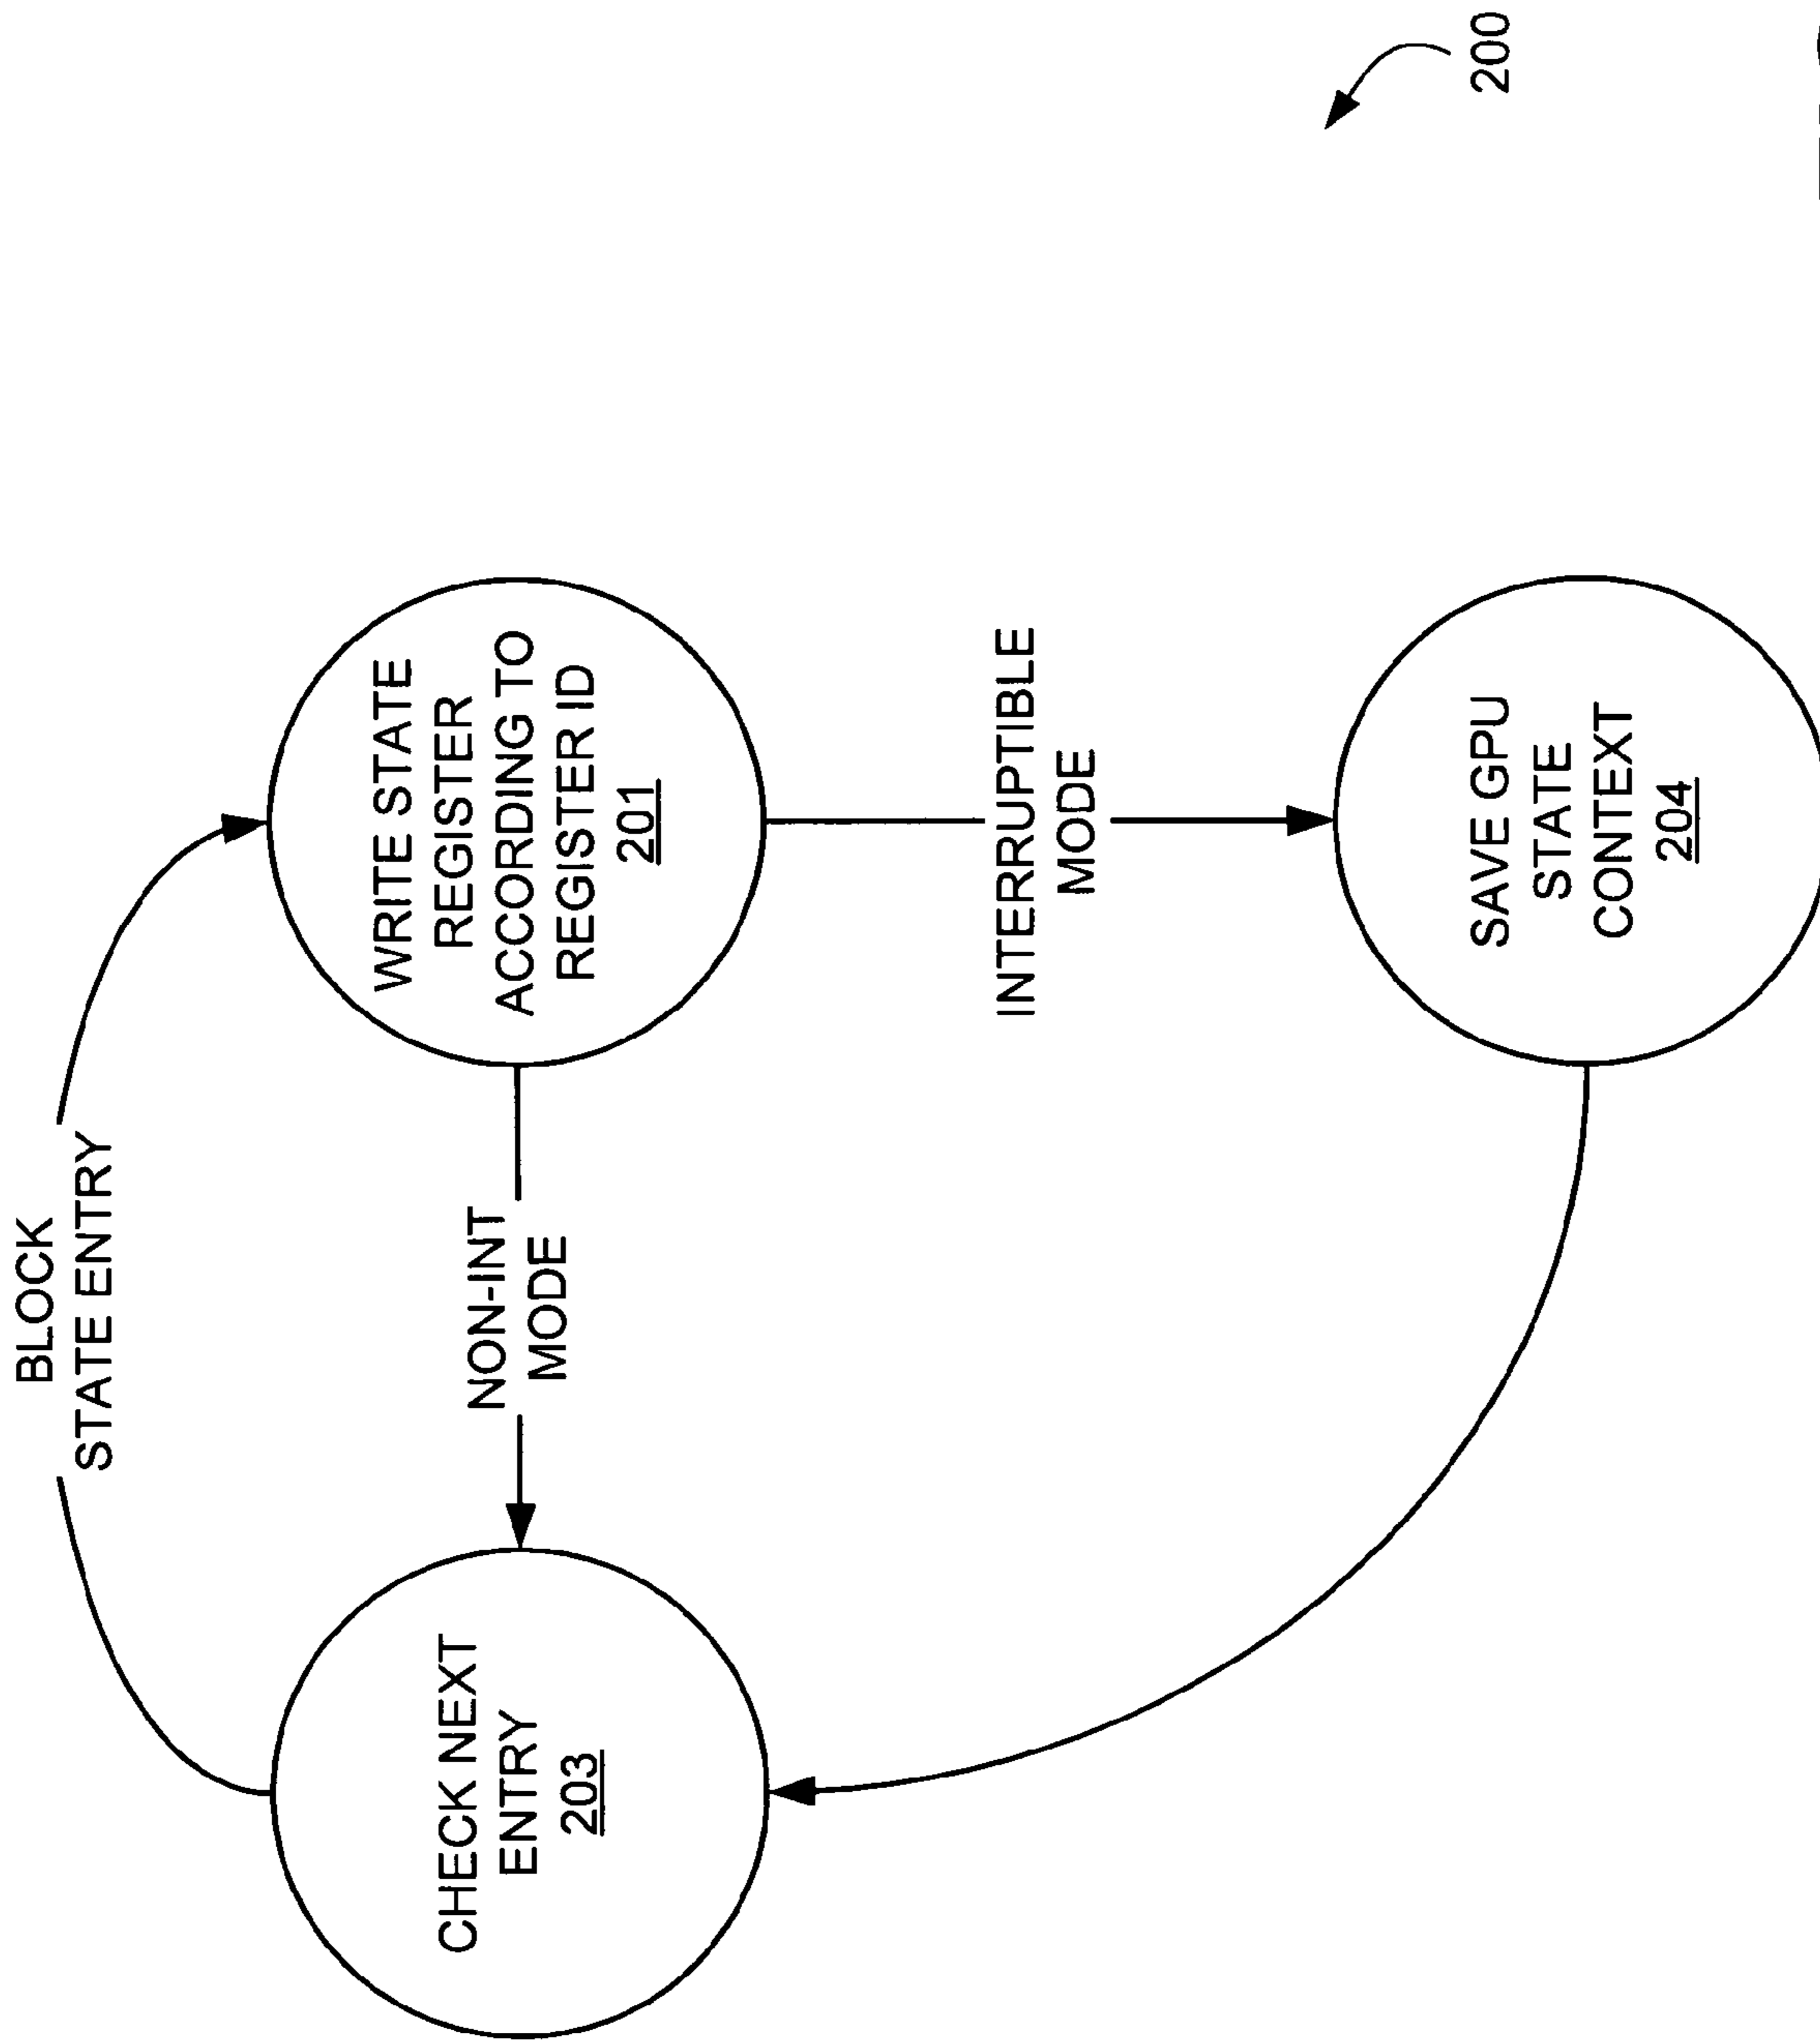 BLOCK
STATE ENTRY
CHECK NEXT
ENTRY
203
NON-INT
MODE
WRITE STATE
REGISTER
ACCORDING TO
REGISTER ID
201
INTERRUPTIBLE
MODE
SAVE GPU
STATE
CONTEXT
204
200